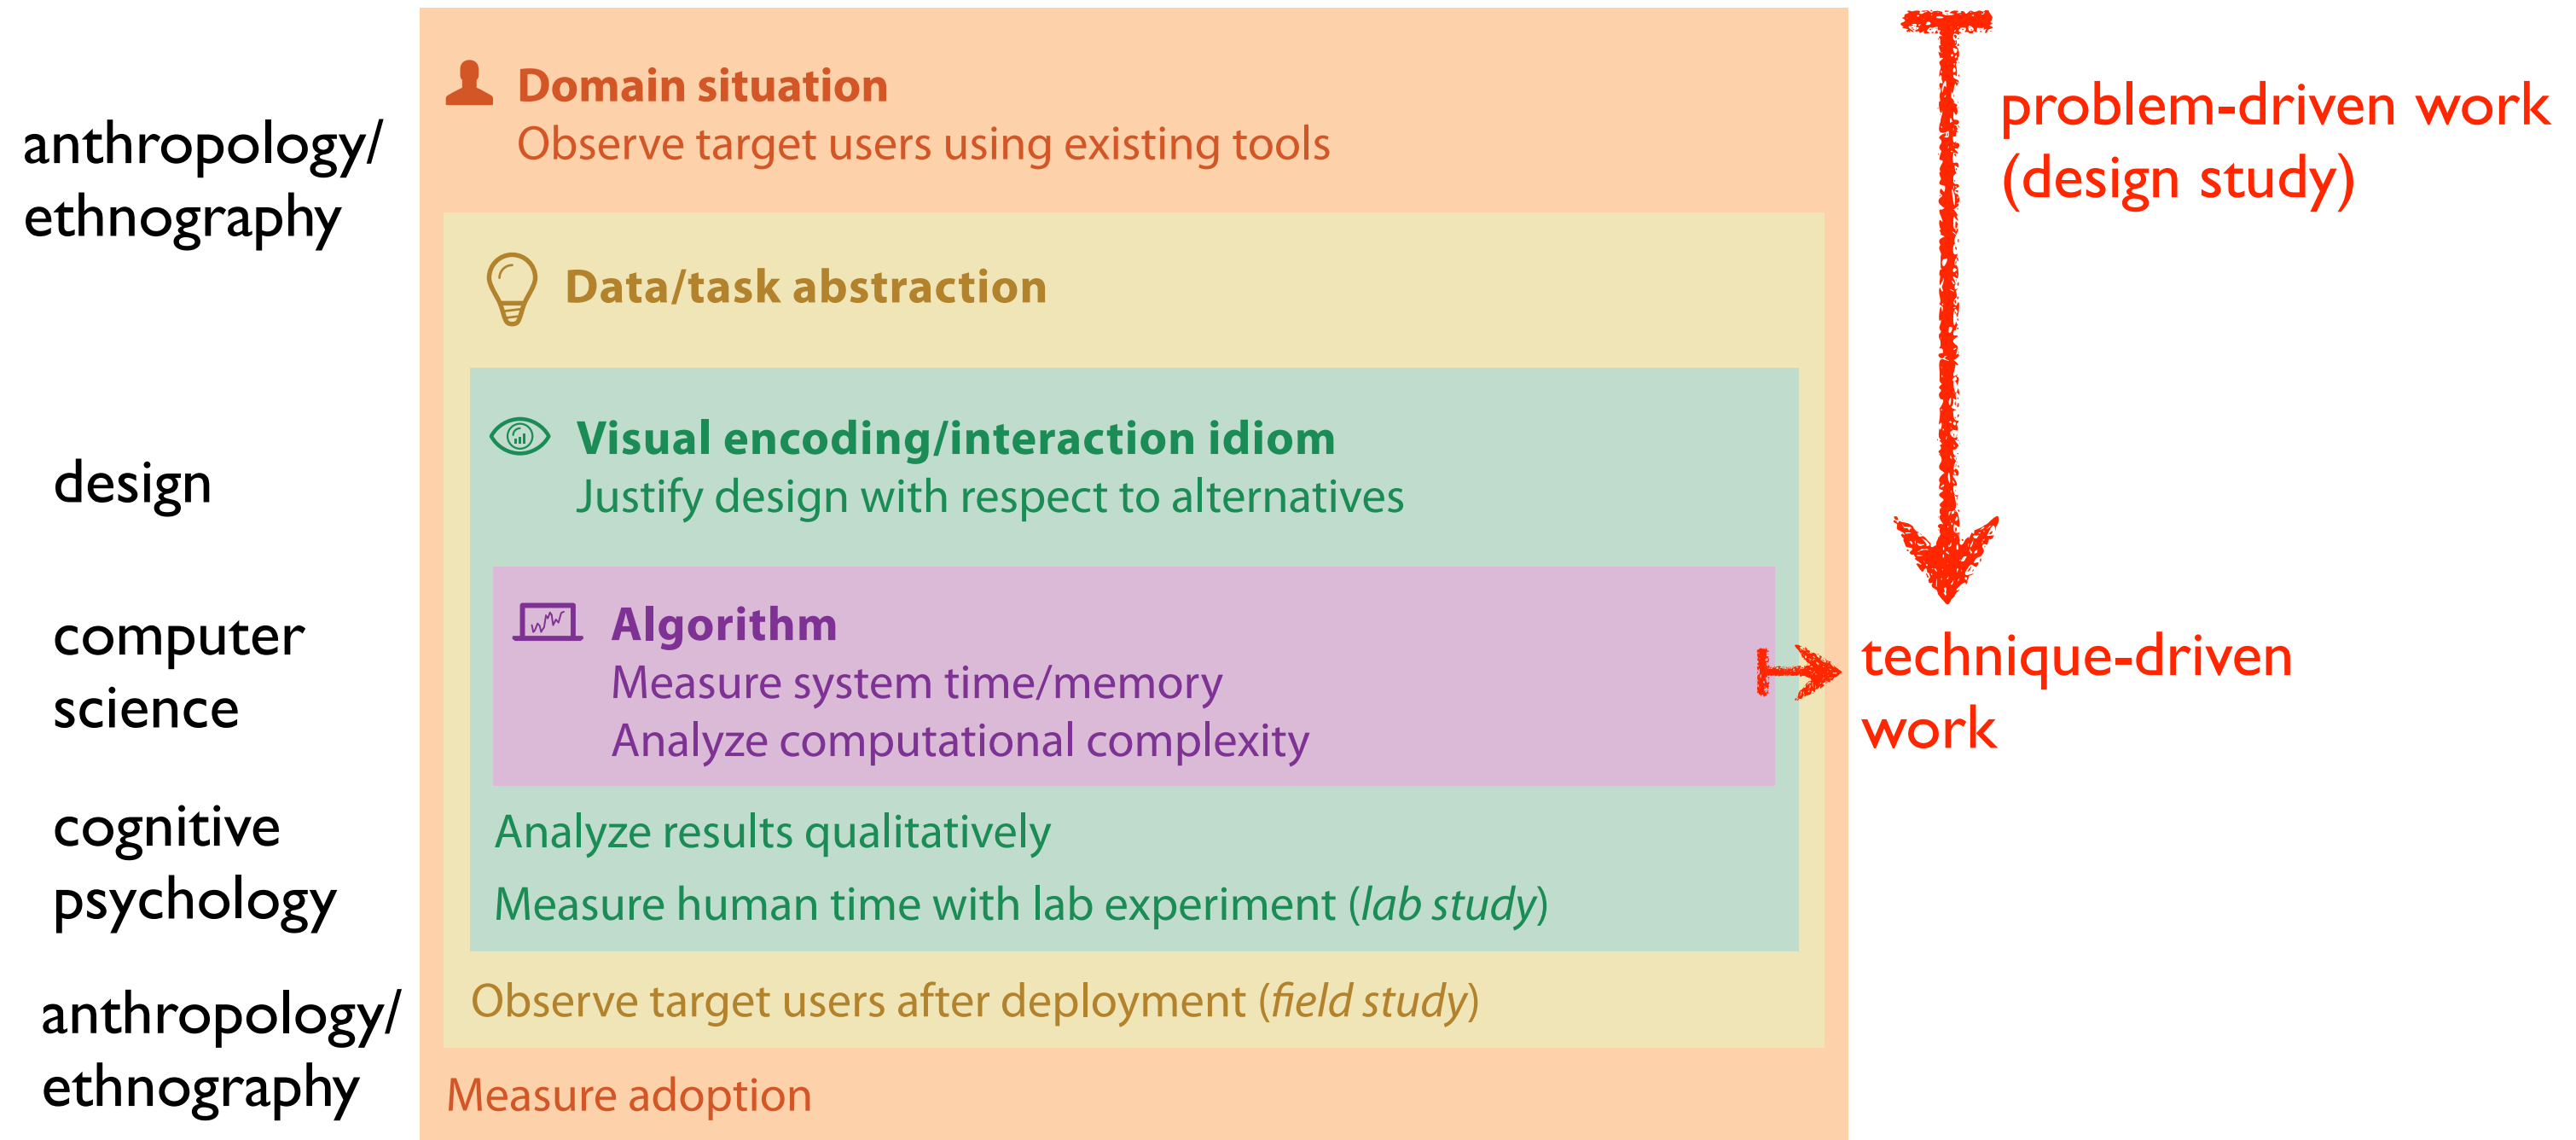 anthropology/
ethnography
design
computer
science
cognitive
psychology
anthropology/
ethnography
Domain situation
Observe target users using existing tools
Data/task abstraction
Visual encoding/interaction idiom
Justify design with respect to alternatives
Algorithm
Measure system time/memory
Analyze computational complexity
Analyze results qualitatively
Measure human time with lab experiment (lab study)
Observe target users after deployment (field study)
Measure adoption
problem-driven work
(design study)
technique-driven
work